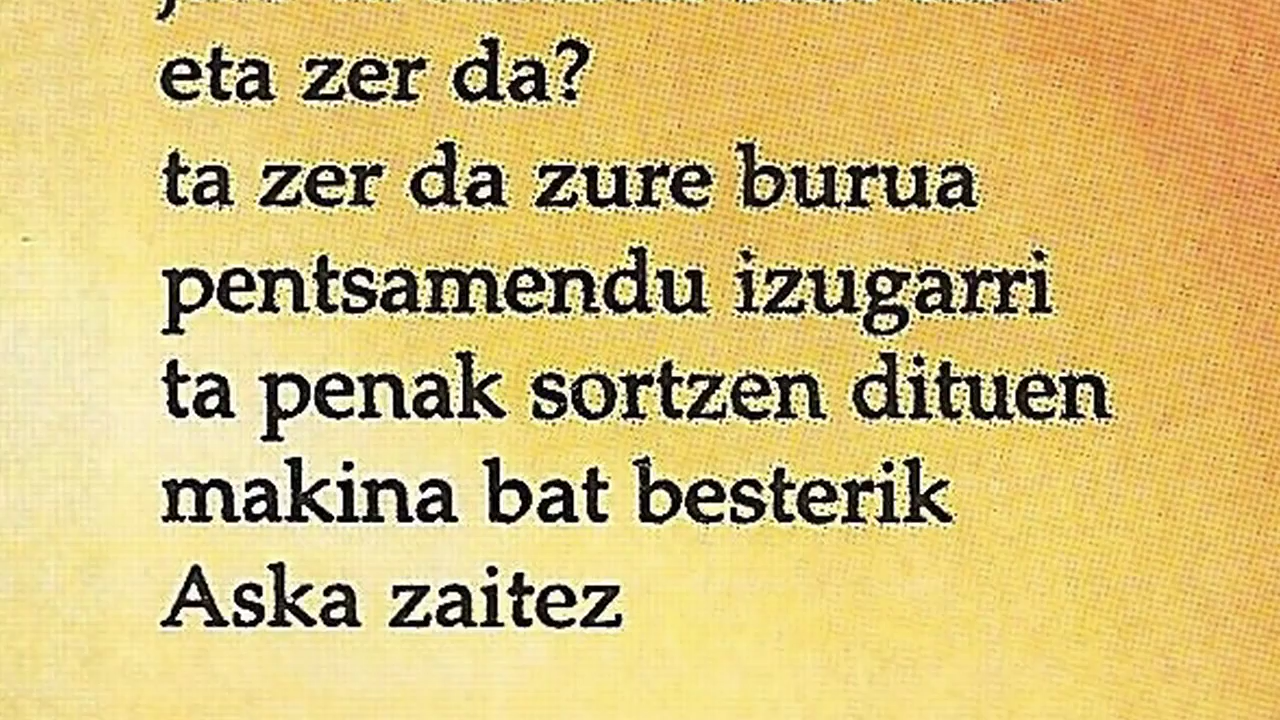 eta zer da?
ta zer da zure burua
pentsamendu izugarri
ta penak sortzen dituen
makina bat besterik
Aska zaitez